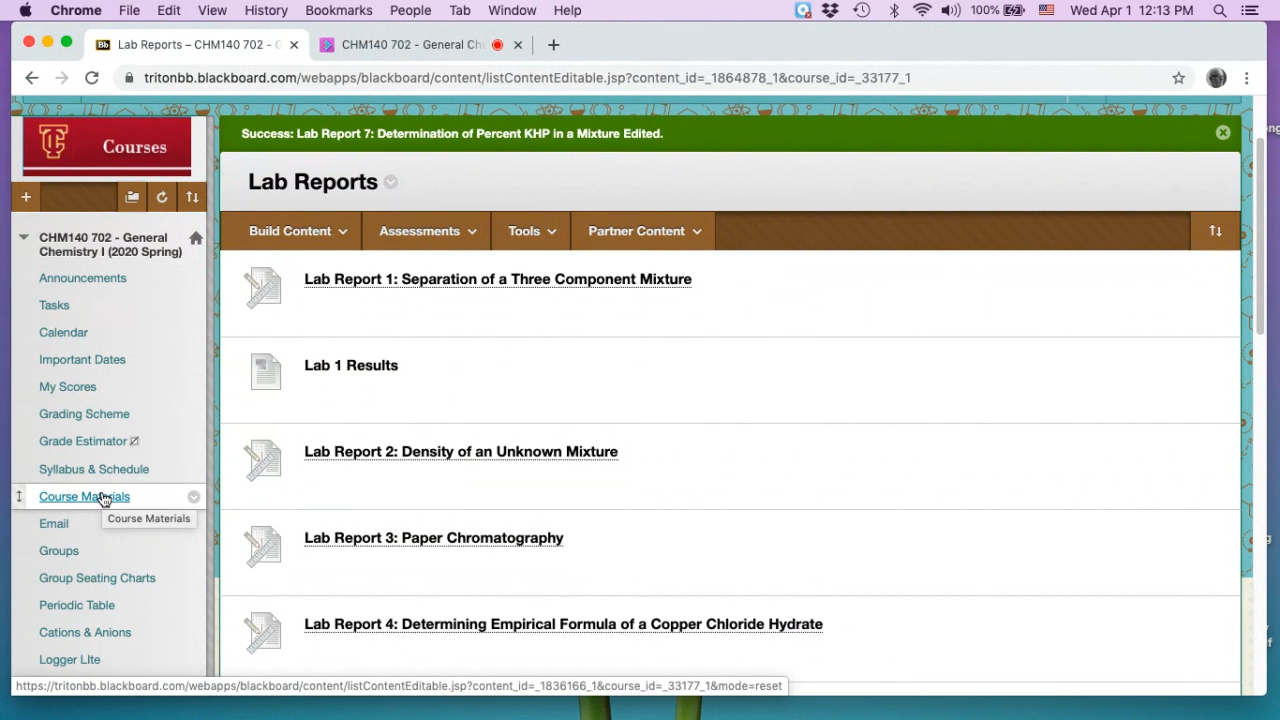 Chrome File Edit View History Bookmarks People Tab Window Help 100% Wed Apr 1 12:13 PM
Bb Lab Reports – CHM140 702 - G CHM140 702 - General Ch
tritonbb.blackboard.com/webapps/blackboard/content/listContentEditable.jsp?content_id=_1864878_1&course_id=_33177_1
Courses
Success: Lab Report 7: Determination of Percent KHP in a Mixture Edited.
Lab Reports
Build Content Assessments Tools Partner Content
CHM140 702 - General
Chemistry I (2020 Spring)
Announcements
Tasks
Calendar
Important Dates
My Scores
Grading Scheme
Grade Estimator
Syllabus & Schedule
Course Materials
Course Materials
Email
Groups
Group Seating Charts
Periodic Table
Cations & Anions
Logger LIte
Lab Report 1: Separation of a Three Component Mixture
Lab 1 Results
Lab Report 2: Density of an Unknown Mixture
Lab Report 3: Paper Chromatography
Lab Report 4: Determining Empirical Formula of a Copper Chloride Hydrate
https://tritonbb.blackboard.com/webapps/blackboard/content/listContentEditable.jsp?content_id=_1836166_1&course_id=_33177_1&mode=reset